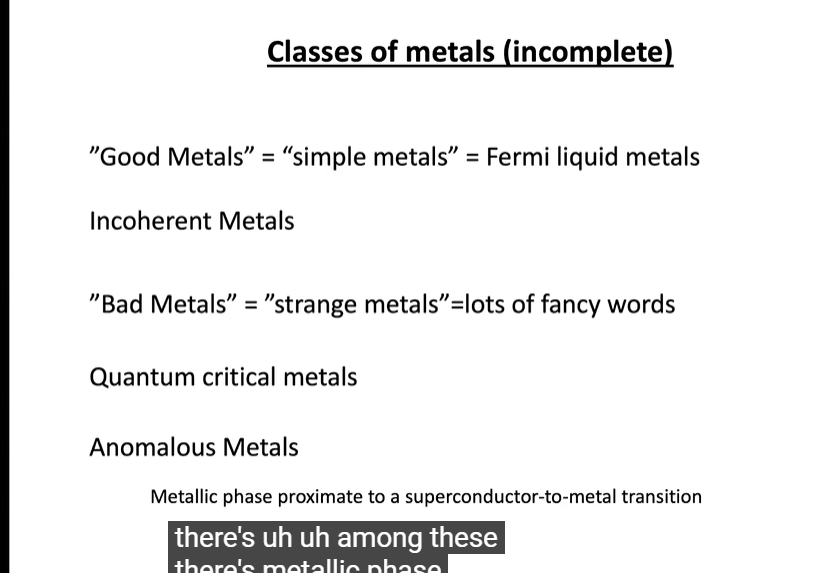 Classes of metals (incomplete)
”Good Metals” = “simple metals” = Fermi liquid metals
Incoherent Metals
”Bad Metals” = ”strange metals”=lots of fancy words
Quantum critical metals
Anomalous Metals
Metallic phase proximate to a superconductor-to-metal transition
there's uh uh among these
there's metallic phase